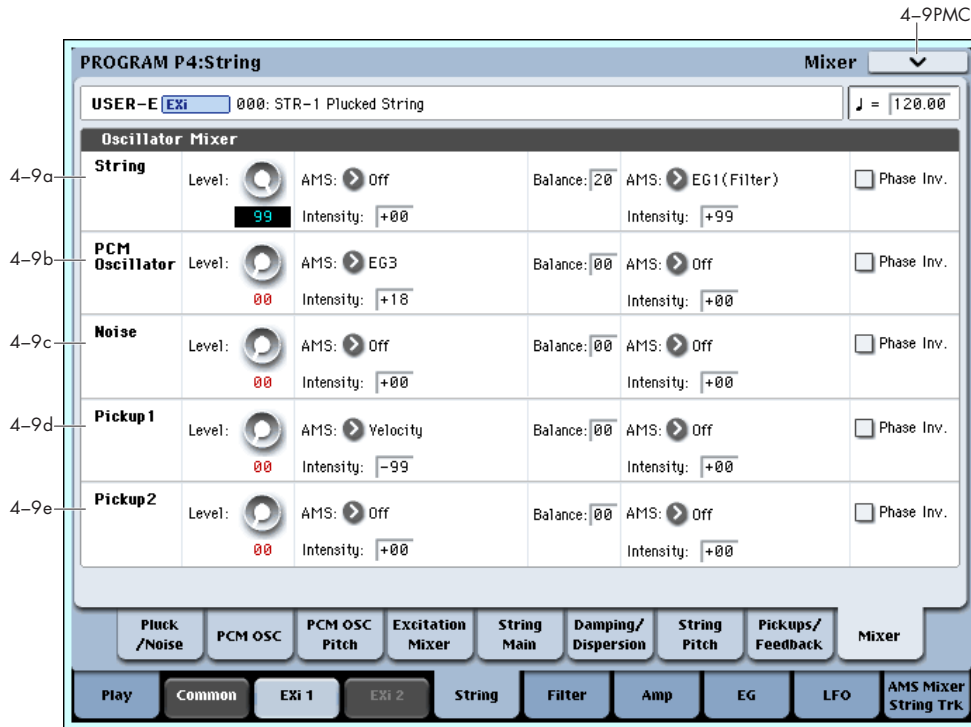 4–9PMC
PROGRAM P4:String Mixer
USER-E EXi 000: STR-1 Plucked String ♩ = 120.00
Oscillator Mixer
4–9a String Level: AMS: Off Balance: 20 AMS: EG1(Filter) Phase Inv.
99 Intensity: +00 Intensity: +99
4–9b PCM Oscillator Level: AMS: EG3 Balance: 00 AMS: Off Phase Inv.
00 Intensity: +18 Intensity: +00
4–9c Noise Level: AMS: Off Balance: 00 AMS: Off Phase Inv.
00 Intensity: +00 Intensity: +00
4–9d Pickup1 Level: AMS: Velocity Balance: 00 AMS: Off Phase Inv.
00 Intensity: -99 Intensity: +00
4–9e Pickup2 Level: AMS: Off Balance: 00 AMS: Off Phase Inv.
00 Intensity: +00 Intensity: +00
Pluck /Noise PCM OSC PCM OSC Pitch Excitation Mixer String Main Damping/ Dispersion String Pitch Pickups/ Feedback Mixer
Play Common EXi 1 EXi 2 String Filter Amp EG LFO AMS Mixer String Trk